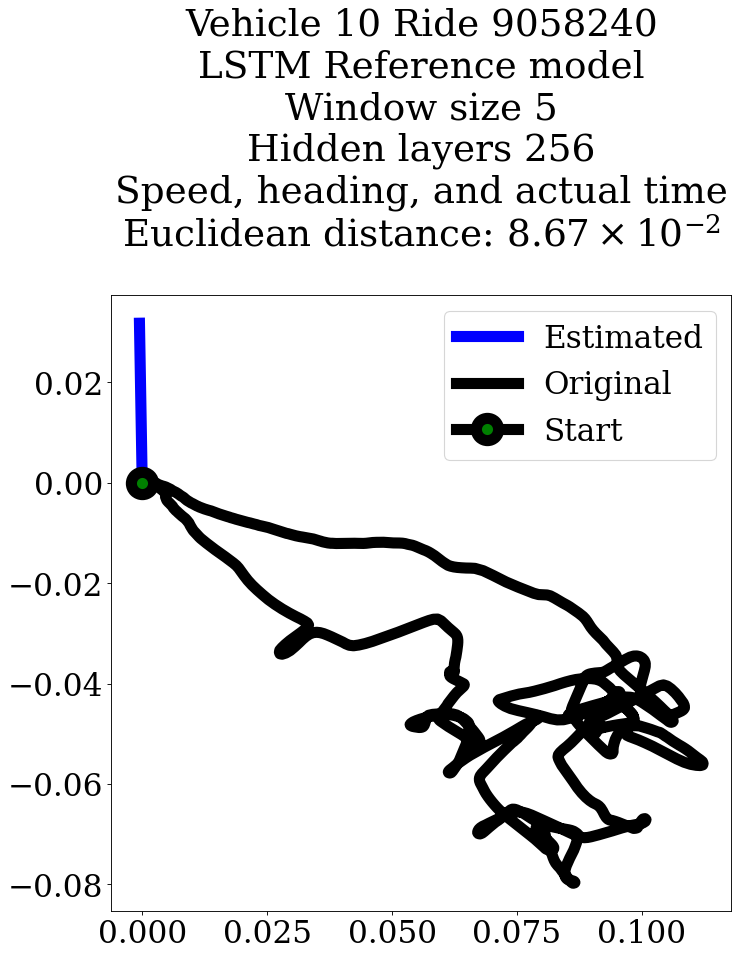 Vehicle 10 Ride 9058240
LSTM Reference model
Window size 5
Hidden layers 256
Speed, heading, and actual time
Euclidean distance: 8.67 × 10⁻²
Estimated
Original
Start
0.02
0.00
−0.02
−0.04
−0.06
−0.08
0.000 0.025 0.050 0.075 0.100